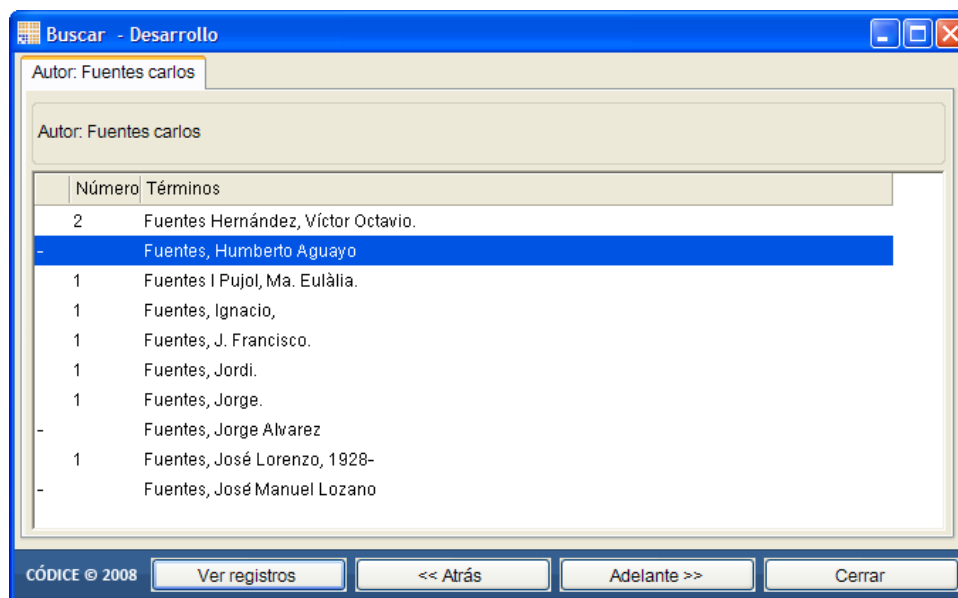 Buscar - Desarrollo
Autor: Fuentes carlos
Autor: Fuentes carlos
Número Términos
2 Fuentes Hernández, Víctor Octavio.
- Fuentes, Humberto Aguayo
1 Fuentes I Pujol, Ma. Eulàlia.
1 Fuentes, Ignacio,
1 Fuentes, J. Francisco.
1 Fuentes, Jordi.
1 Fuentes, Jorge.
- Fuentes, Jorge Alvarez
1 Fuentes, José Lorenzo, 1928-
- Fuentes, José Manuel Lozano
CÓDICE © 2008 Ver registros << Atrás Adelante >> Cerrar